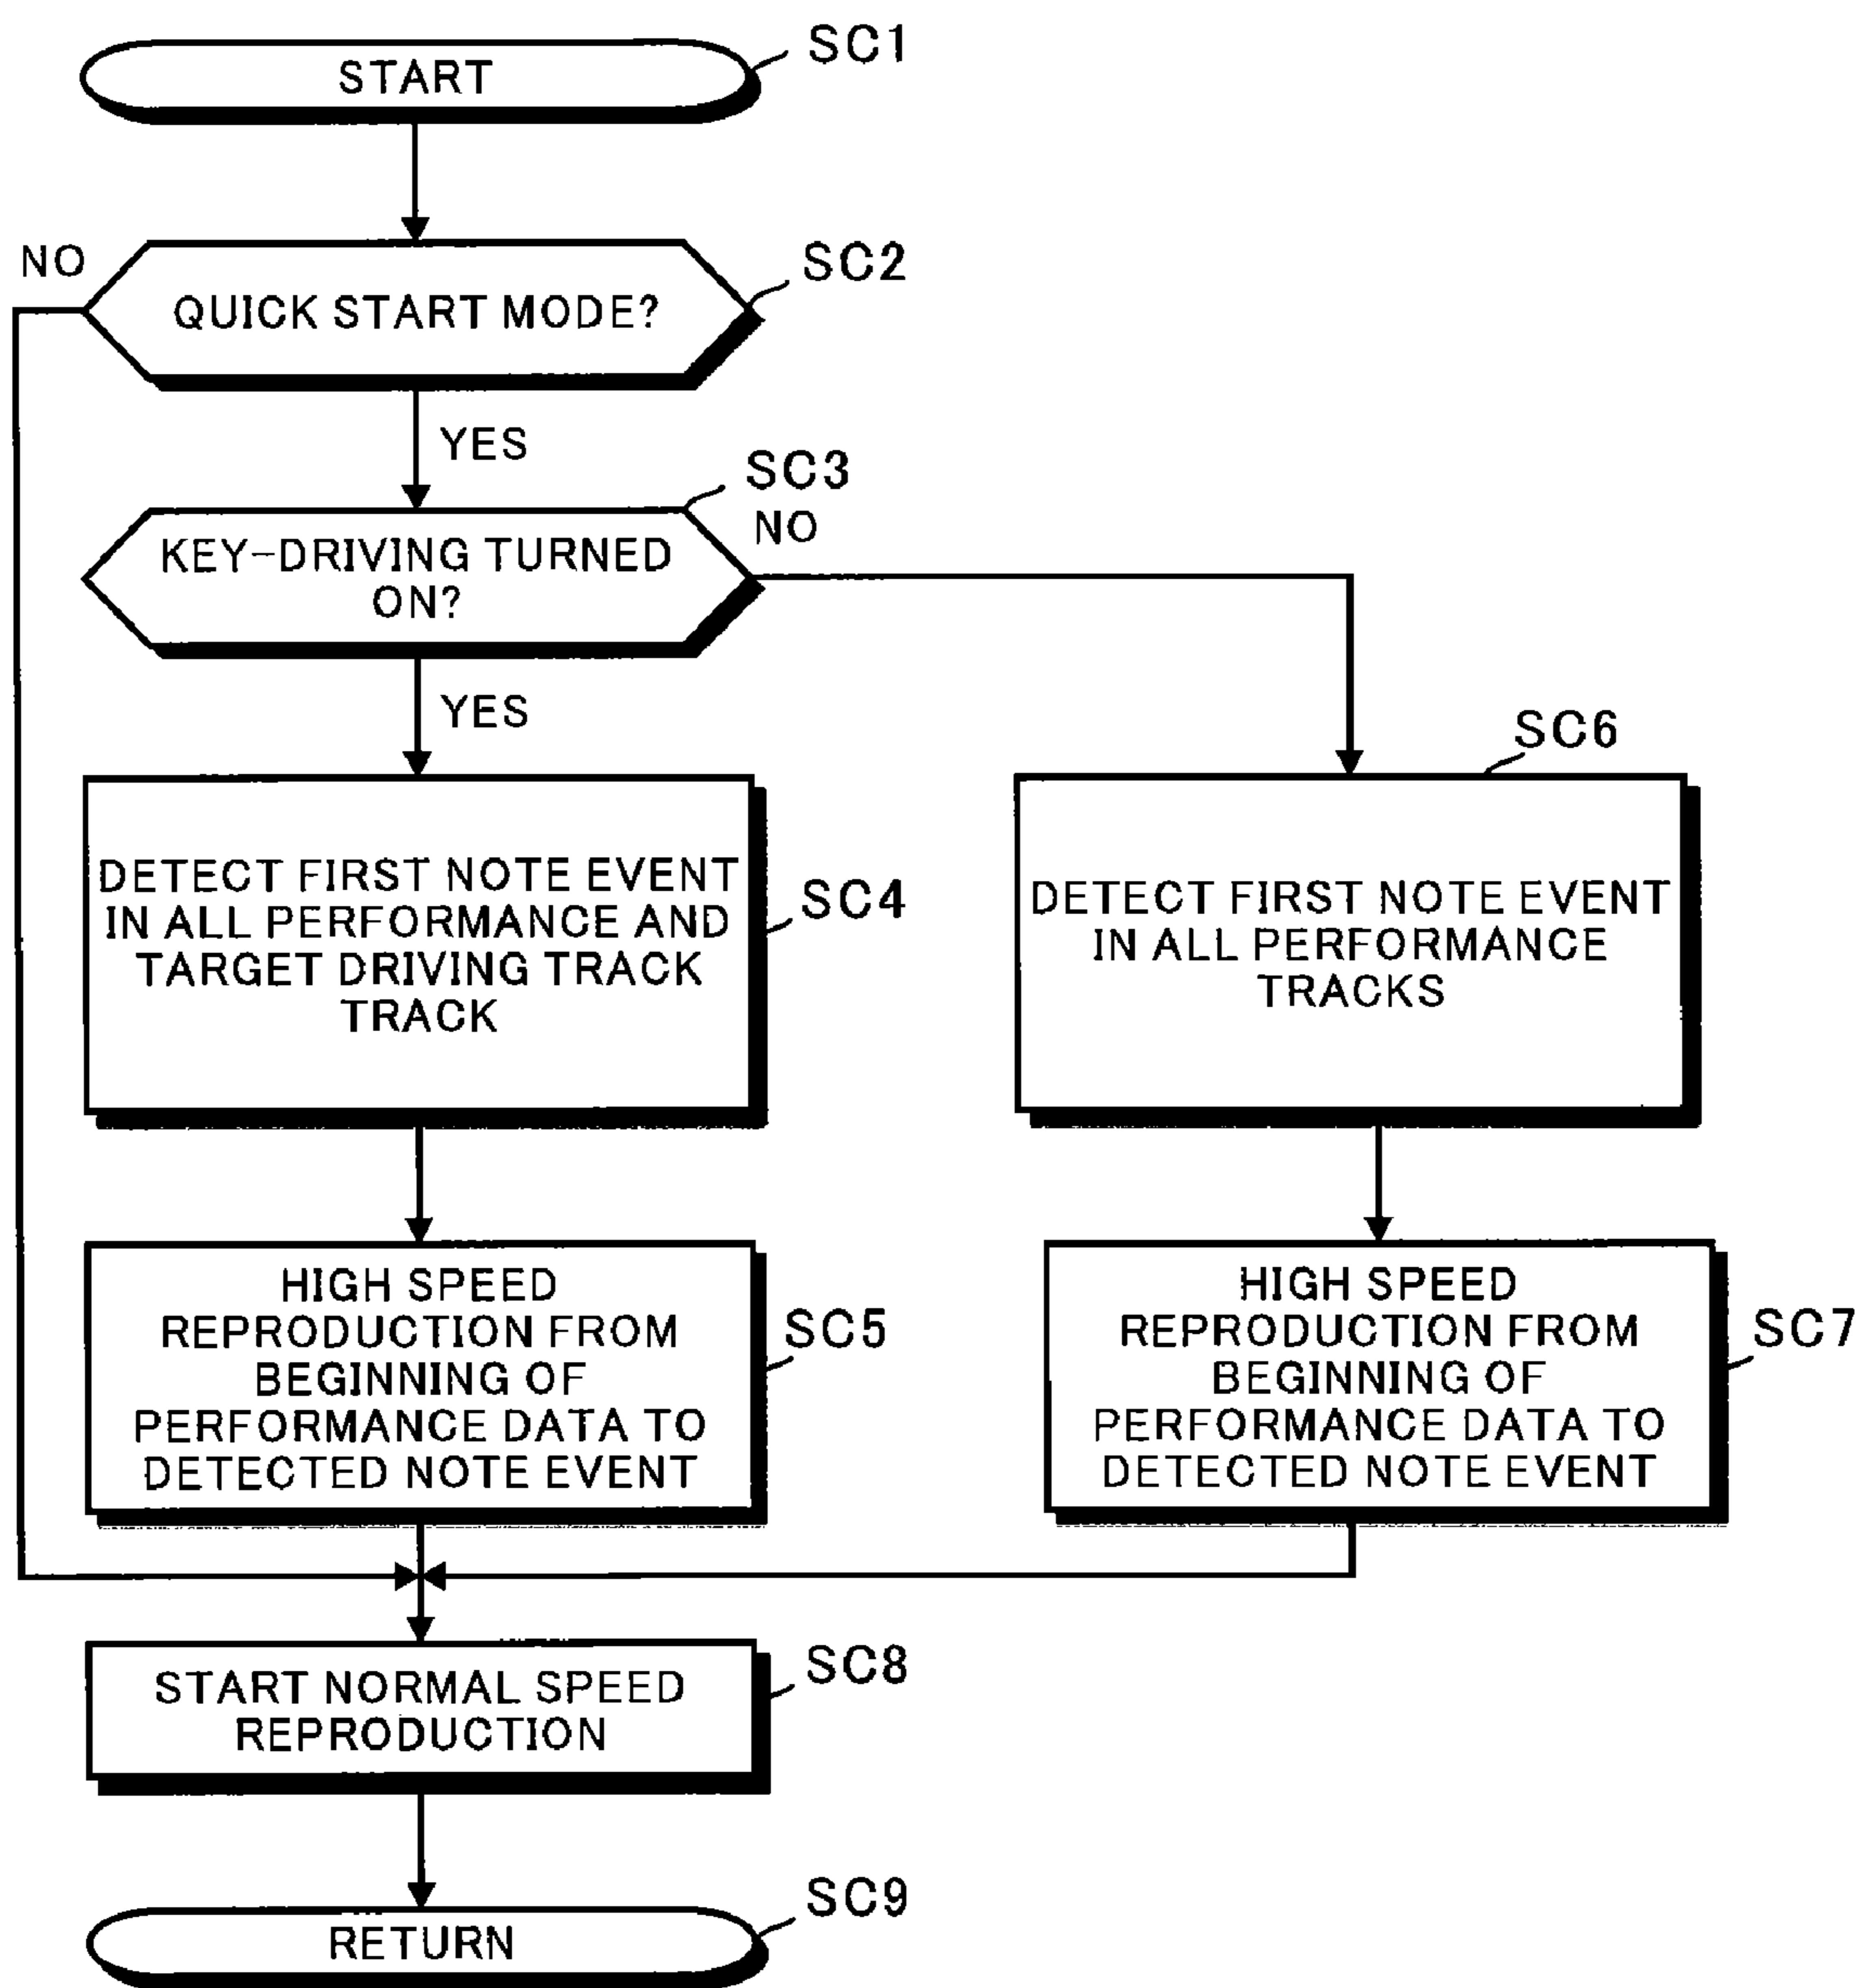 SC1
START
NO
SC2
QUICK START MODE?
YES
SC3
NO
KEY-DRIVING TURNED
ON?
YES
SC6
DETECT FIRST NOTE EVENT
IN ALL PERFORMANCE AND
TARGET DRIVING TRACK
TRACK
SC4
DETECT FIRST NOTE EVENT
IN ALL PERFORMANCE
TRACKS
HIGH SPEED
REPRODUCTION FROM
BEGINNING OF
PERFORMANCE DATA TO
DETECTED NOTE EVENT
SC5
HIGH SPEED
REPRODUCTION FROM
BEGINNING OF
PERFORMANCE DATA TO
DETECTED NOTE EVENT
SC7
START NORMAL SPEED
REPRODUCTION
SC8
RETURN
SC9